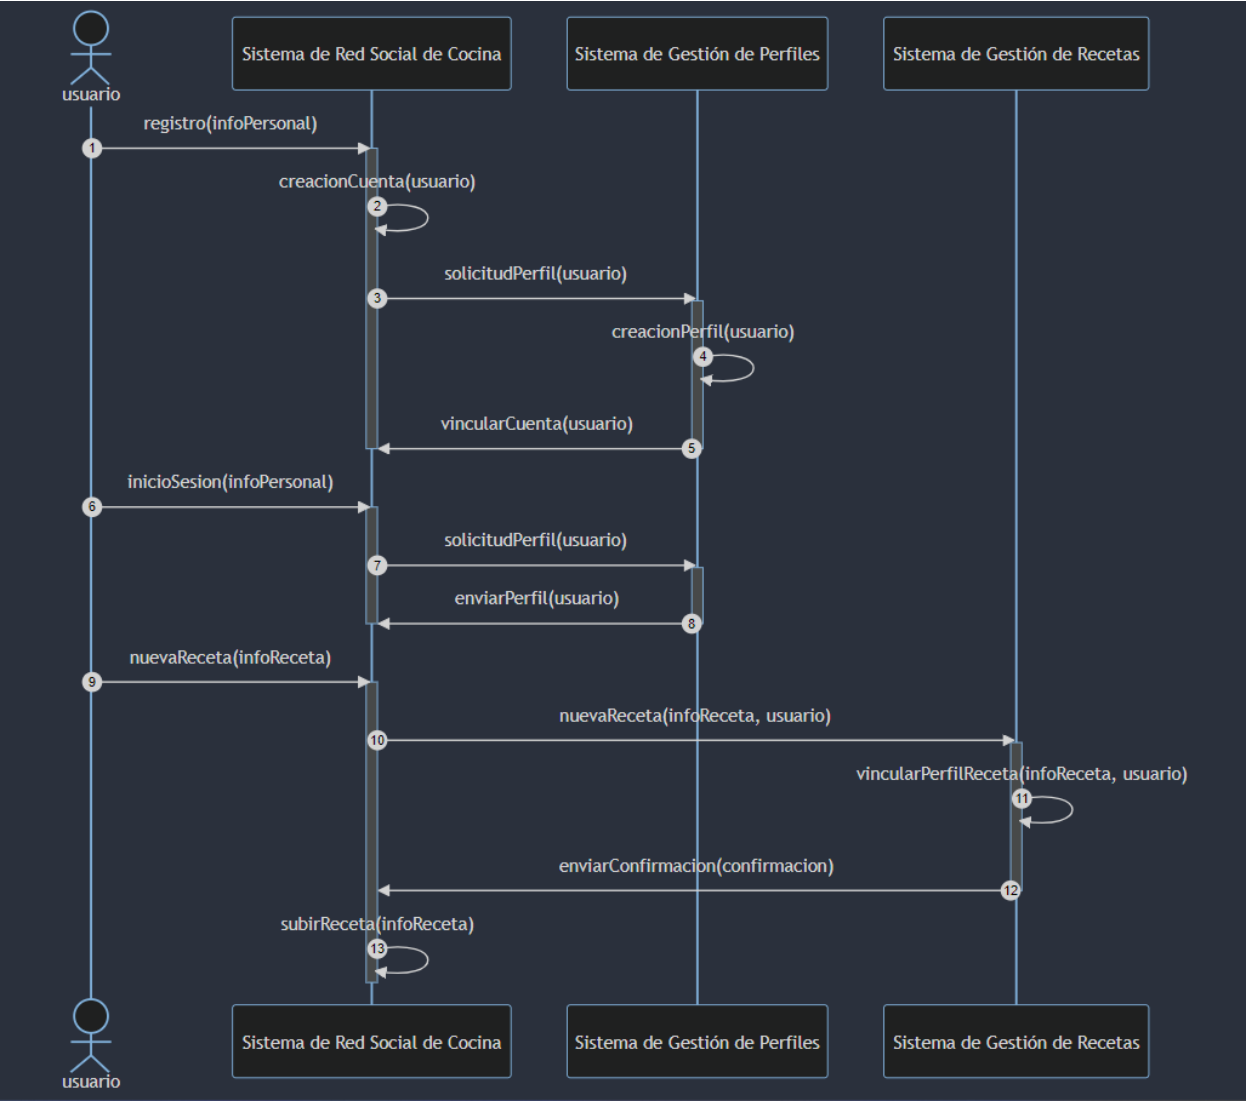 usuario
Sistema de Red Social de Cocina
Sistema de Gestión de Perfiles
Sistema de Gestión de Recetas
registro(infoPersonal)
1
creacionCuenta(usuario)
2
solicitudPerfil(usuario)
3
creacionPerfil(usuario)
4
vincularCuenta(usuario)
5
inicioSesion(infoPersonal)
6
solicitudPerfil(usuario)
7
enviarPerfil(usuario)
8
nuevaReceta(infoReceta)
9
nuevaReceta(infoReceta, usuario)
10
vincularPerfilReceta(infoReceta, usuario)
11
enviarConfirmacion(confirmacion)
12
subirReceta(infoReceta)
13
usuario
Sistema de Red Social de Cocina
Sistema de Gestión de Perfiles
Sistema de Gestión de Recetas